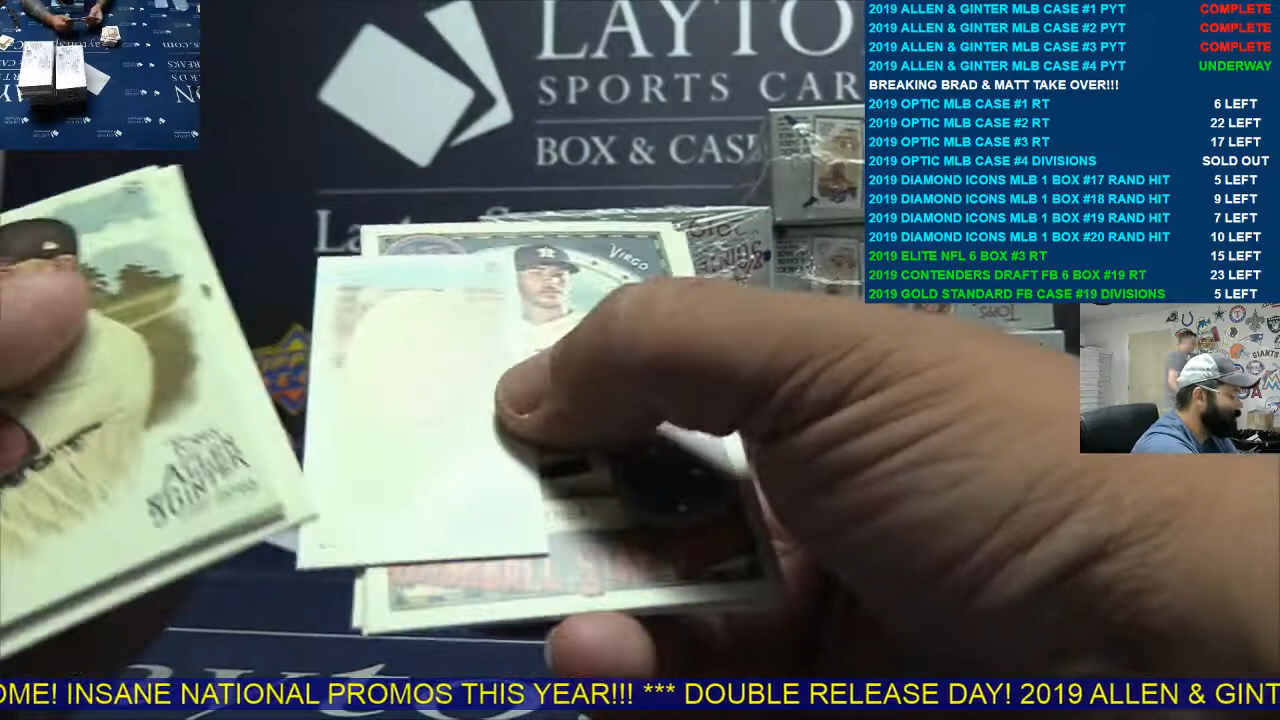 LAYTO
SPORTS CAR
BOX & CAS
La
VIRGO
TOPPS
ALLEN
&GINTER
2019 ALLEN & GINTER MLB CASE #1 PYT COMPLETE
2019 ALLEN & GINTER MLB CASE #2 PYT COMPLETE
2019 ALLEN & GINTER MLB CASE #3 PYT COMPLETE
2019 ALLEN & GINTER MLB CASE #4 PYT UNDERWAY
BREAKING BRAD & MATT TAKE OVER!!!
2019 OPTIC MLB CASE #1 RT 6 LEFT
2019 OPTIC MLB CASE #2 RT 22 LEFT
2019 OPTIC MLB CASE #3 RT 17 LEFT
2019 OPTIC MLB CASE #4 DIVISIONS SOLD OUT
2019 DIAMOND ICONS MLB 1 BOX #17 RAND HIT 5 LEFT
2019 DIAMOND ICONS MLB 1 BOX #18 RAND HIT 9 LEFT
2019 DIAMOND ICONS MLB 1 BOX #19 RAND HIT 7 LEFT
2019 DIAMOND ICONS MLB 1 BOX #20 RAND HIT 10 LEFT
2019 ELITE NFL 6 BOX #3 RT 15 LEFT
2019 CONTENDERS DRAFT FB 6 BOX #19 RT 23 LEFT
2019 GOLD STANDARD FB CASE #19 DIVISIONS 5 LEFT
GIANTS
OME! INSANE NATIONAL PROMOS THIS YEAR!!! *** DOUBLE RELEASE DAY! 2019 ALLEN & GINT